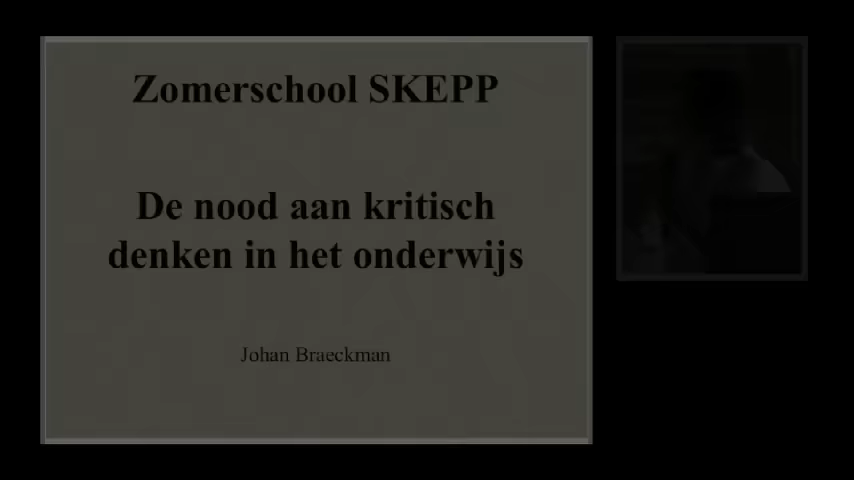 Zomerschool SKEPP
De nood aan kritisch
denken in het onderwijs
Johan Braeckman